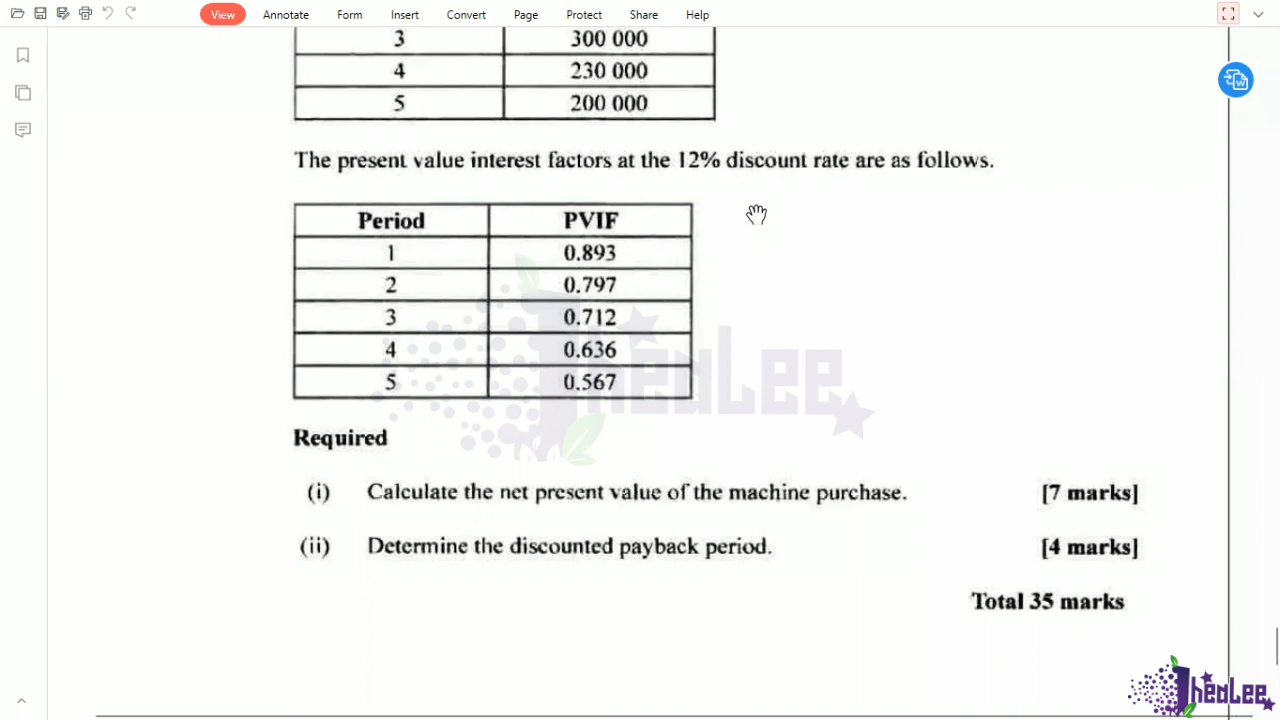 View Annotate Form Insert Convert Page Protect Share Help
3 300 000
4 230 000
5 200 000
The present value interest factors at the 12% discount rate are as follows.
Period PVIF
1 0.893
2 0.797
3 0.712
4 0.636
5 0.567
Required
(i) Calculate the net present value of the machine purchase. [7 marks]
(ii) Determine the discounted payback period. [4 marks]
Total 35 marks
1hedLee
1hedLee